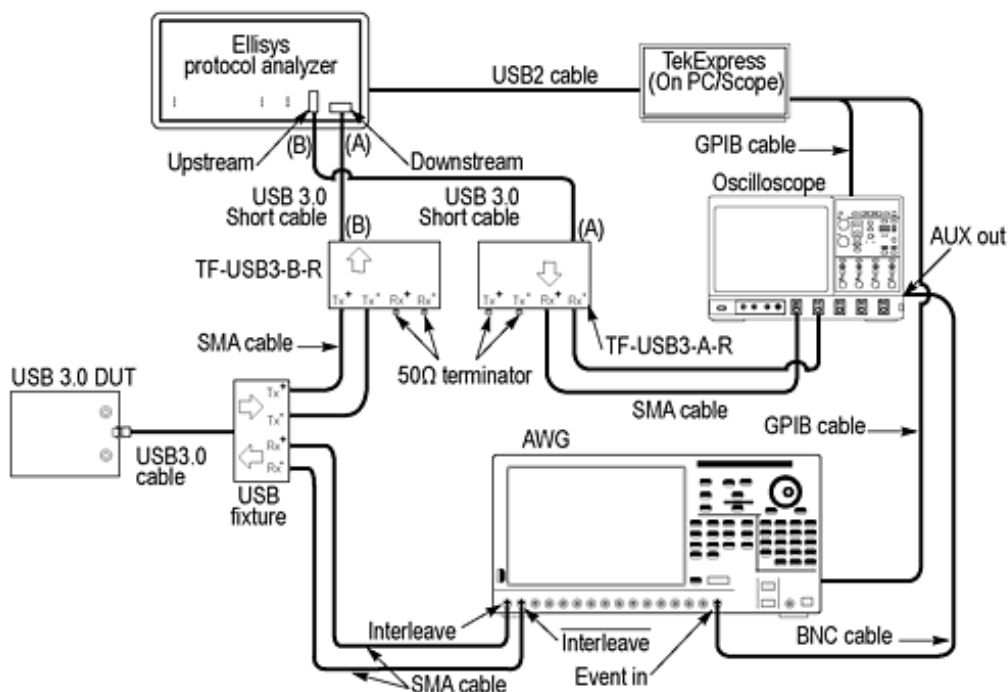 Ellisys
protocol analyzer
USB2 cable
TekExpress
(On PC/Scope)
(B)
(A)
Upstream
Downstream
GPIB cable
Oscilloscope
USB 3.0
Short cable
(B)
USB 3.0
Short cable
(A)
AUX out
TF-USB3-B-R
Tx+
Tx-
Rx+
Rx-
Tx+
Tx-
Rx+
Rx-
TF-USB3-A-R
SMA cable
50Ω terminator
USB 3.0 DUT
Tx+
Tx-
Rx+
Rx-
SMA cable
GPIB cable
AWG
USB3.0
cable
USB
fixture
Interleave
Interleave
Event in
BNC cable
SMA cable